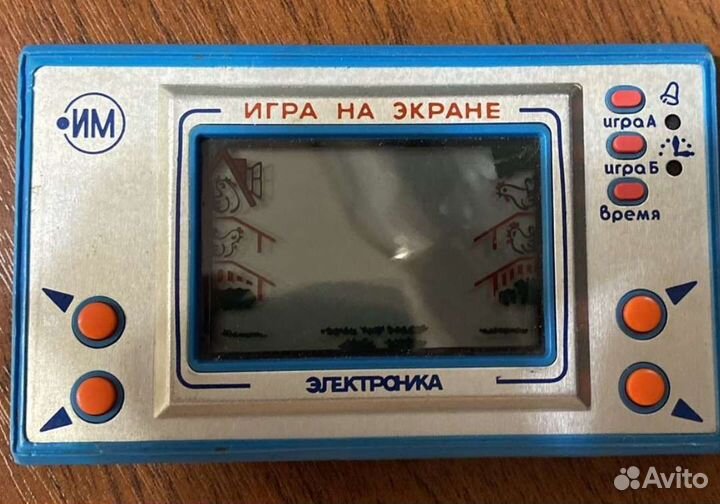 ИМ
ИГРА НА ЭКРАНЕ
игра А
игра Б
время
ЭЛЕКТРОНИКА
Avito